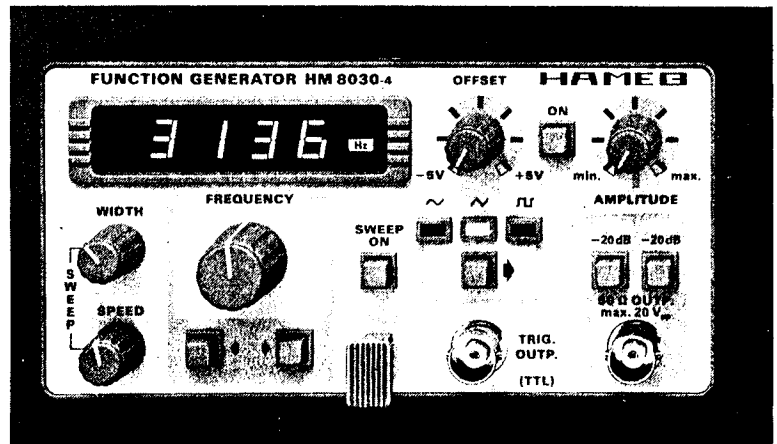 FUNCTION GENERATOR HM 8030-4
OFFSET
HAMEG
ON
3136
Hz
-5V
+5V
min.
max.
WIDTH
FREQUENCY
AMPLITUDE
SWEEP
ON
-20dB
-20dB
SWEEP
SPEED
50 Ω OUTP.
max. 20 Vpp
TRIG.
OUTP.
(TTL)